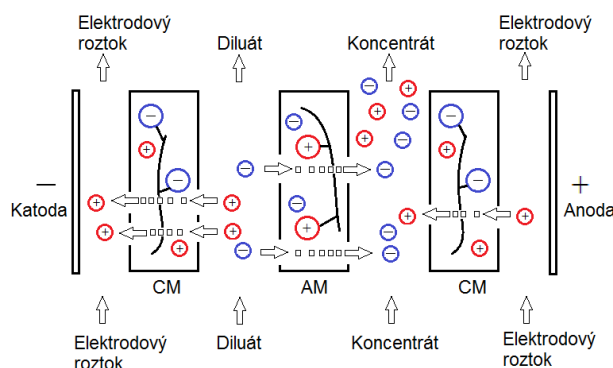 Elektrodový
roztok
Diluát
Koncentrát
Elektrodový
roztok
−
Katoda
+
Anoda
CM
AM
CM
Elektrodový
roztok
Diluát
Koncentrát
Elektrodový
roztok